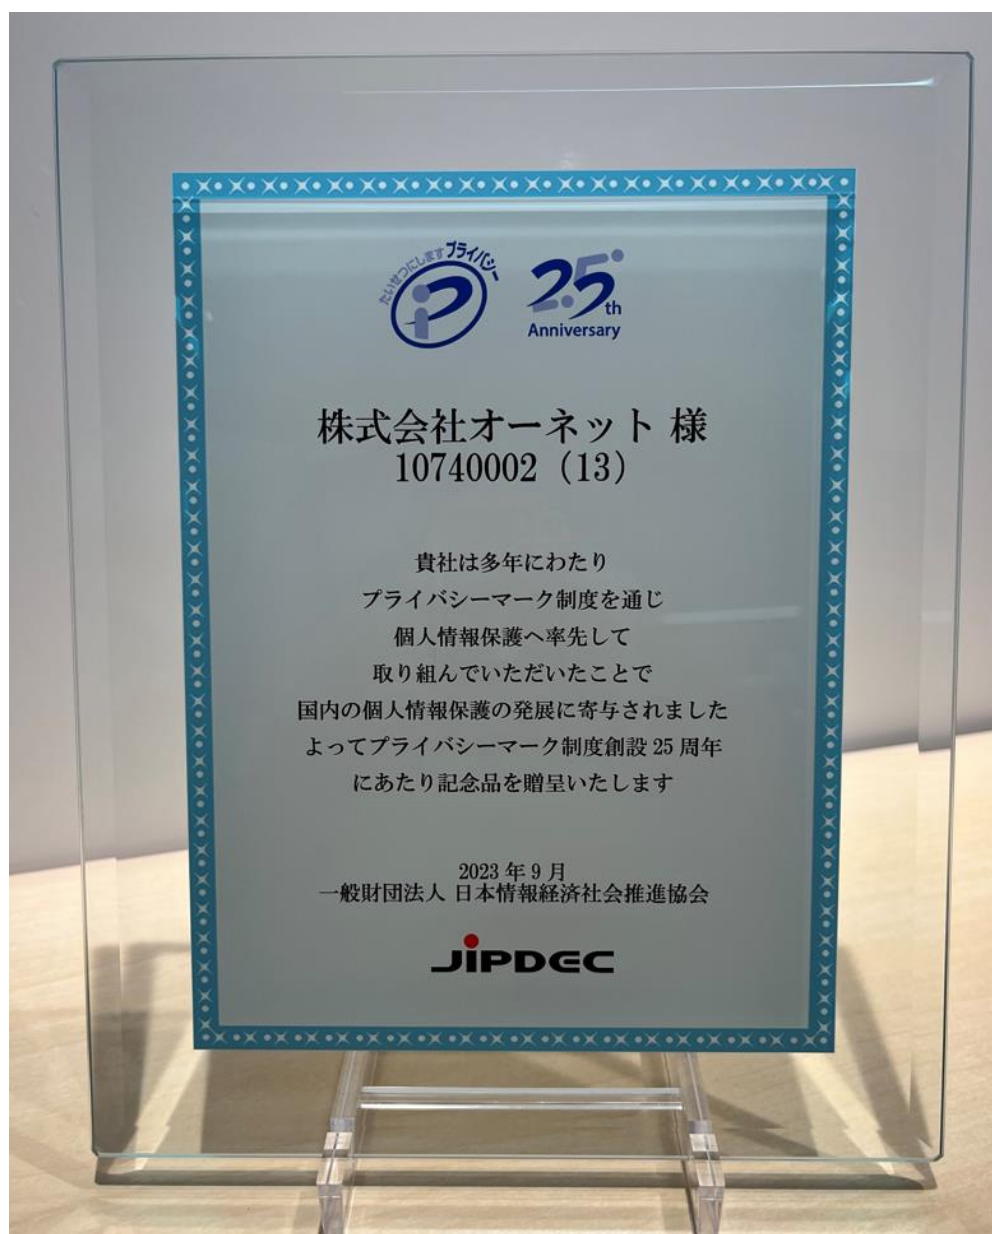 たいせつにしますプライバシー
25th
Anniversary
株式会社オーネット 様
10740002（13）
貴社は多年にわたり
プライバシーマーク制度を通じ
個人情報保護へ率先して
取り組んでいただいたことで
国内の個人情報保護の発展に寄与されました
よってプライバシーマーク制度創設 25 周年
にあたり記念品を贈呈いたします
2023 年 9 月
一般財団法人 日本情報経済社会推進協会
JIPDEC